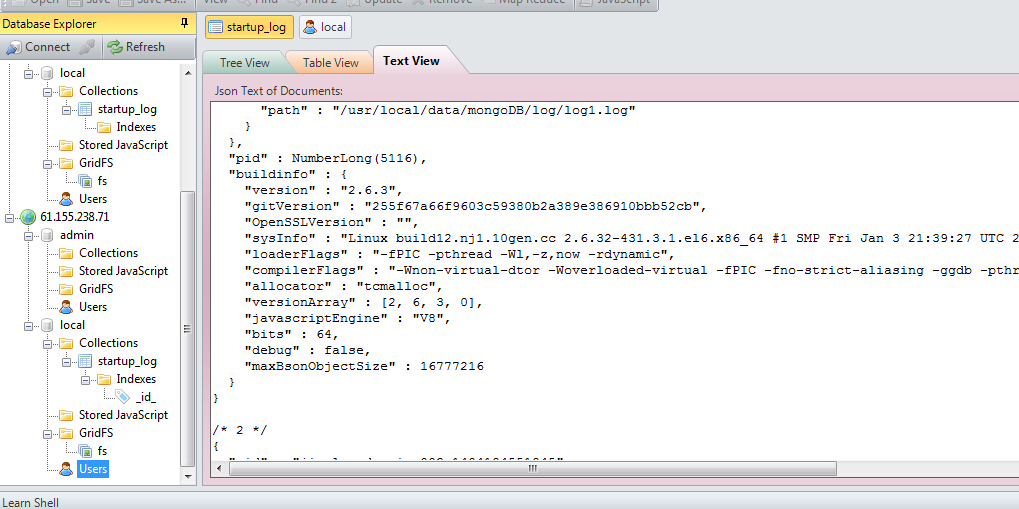 Open Save Save As... View Find Find 2 Update Remove Map Reduce JavaScript
Database Explorer
Connect Refresh
local
Collections
startup_log
Indexes
Stored JavaScript
GridFS
fs
Users
61.155.238.71
admin
Collections
Stored JavaScript
GridFS
Users
local
Collections
startup_log
Indexes
_id_
Stored JavaScript
GridFS
fs
Users
startup_log local
Tree View Table View Text View
Json Text of Documents:
"path" : "/usr/local/data/mongoDB/log/log1.log"
}
},
"pid" : NumberLong(5116),
"buildinfo" : {
"version" : "2.6.3",
"gitVersion" : "255f67a66f9603c59380b2a389e386910bbb52cb",
"OpenSSLVersion" : "",
"sysInfo" : "Linux build12.nj1.10gen.cc 2.6.32-431.3.1.el6.x86_64 #1 SMP Fri Jan 3 21:39:27 UTC 2
"loaderFlags" : "-fPIC -pthread -Wl,-z,now -rdynamic",
"compilerFlags" : "-Wnon-virtual-dtor -Woverloaded-virtual -fPIC -fno-strict-aliasing -ggdb -pthr
"allocator" : "tcmalloc",
"versionArray" : [2, 6, 3, 0],
"javascriptEngine" : "V8",
"bits" : 64,
"debug" : false,
"maxBsonObjectSize" : 16777216
}
}
/* 2 */
{
Learn Shell